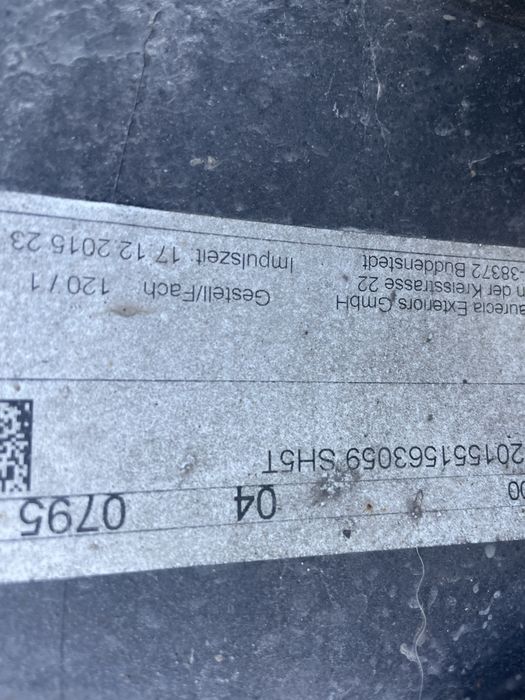 00 04 0795
201551563059 SH5T
aurecia Exteriors GmbH Gestell/Fach: 120 / 1
n der Kreisstrasse 22
38372 Buddenstedt Impulszeit: 17.12.2015 23